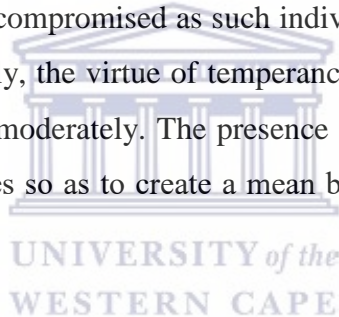 compromised as such indiv
ly, the virtue of temperanc
moderately. The presence
es so as to create a mean b
UNIVERSITY of the
WESTERN CAPE